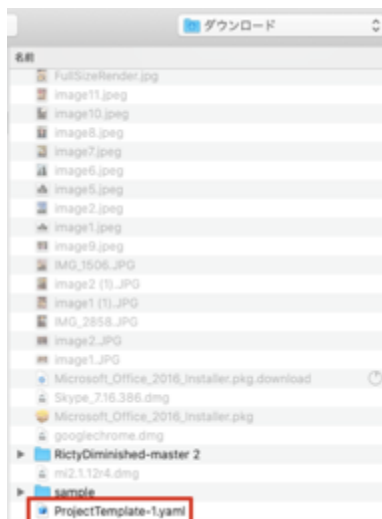 ダウンロード
名前
FullSizeRender.jpg
image11.jpeg
image10.jpeg
image8.jpeg
image7.jpeg
image6.jpeg
image5.jpeg
image2.jpeg
image1.jpeg
image9.jpeg
IMG_1506.JPG
image2 (1).JPG
image1 (1).JPG
IMG_2858.JPG
image2.JPG
image1.JPG
Microsoft_Office_2016_Installer.pkg.download
Skype_7.16.386.dmg
Microsoft_Office_2016_Installer.pkg
googlechrome.dmg
RictyDiminished-master 2
mi2.1.12r4.dmg
sample
ProjectTemplate-1.yaml